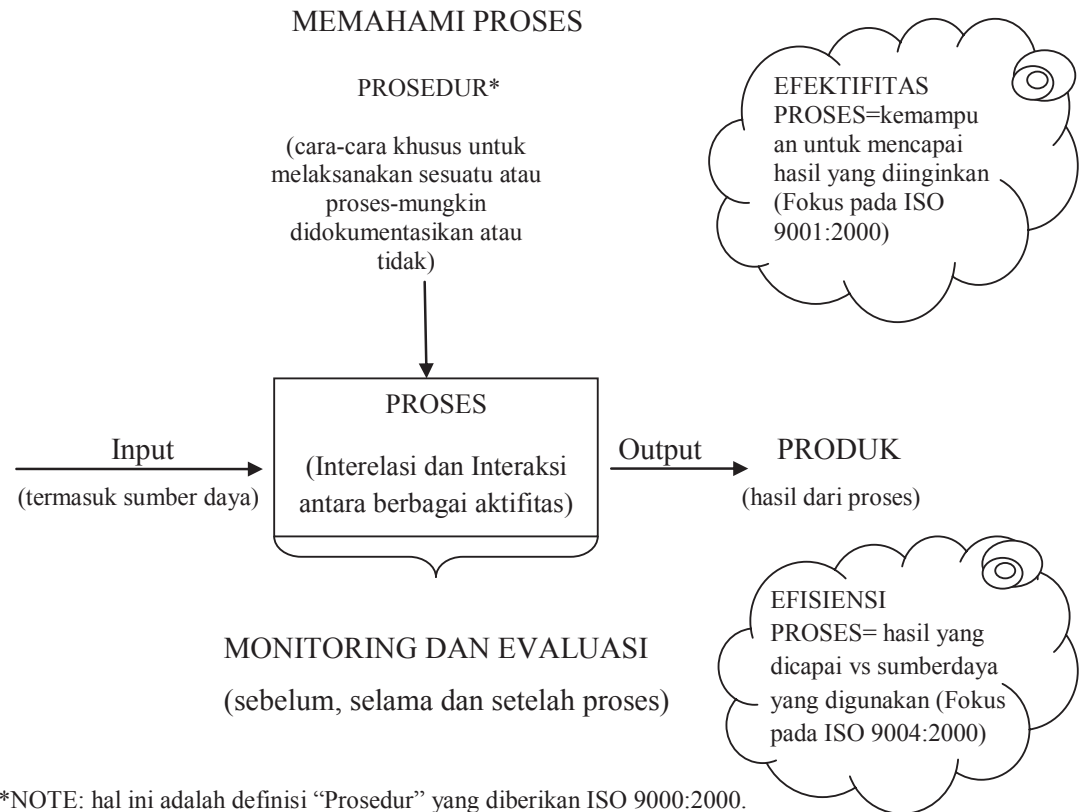 MEMAHAMI PROSES
PROSEDUR*
(cara-cara khusus untuk
melaksanakan sesuatu atau
proses-mungkin
didokumentasikan atau
tidak)
EFEKTIFITAS
PROSES=kemampu
an untuk mencapai
hasil yang diinginkan
(Fokus pada ISO
9001:2000)
PROSES
(Interelasi dan Interaksi
antara berbagai aktifitas)
Input
(termasuk sumber daya)
Output
PRODUK
(hasil dari proses)
MONITORING DAN EVALUASI
(sebelum, selama dan setelah proses)
EFISIENSI
PROSES= hasil yang
dicapai vs sumberdaya
yang digunakan (Fokus
pada ISO 9004:2000)
*NOTE: hal ini adalah definisi “Prosedur” yang diberikan ISO 9000:2000.